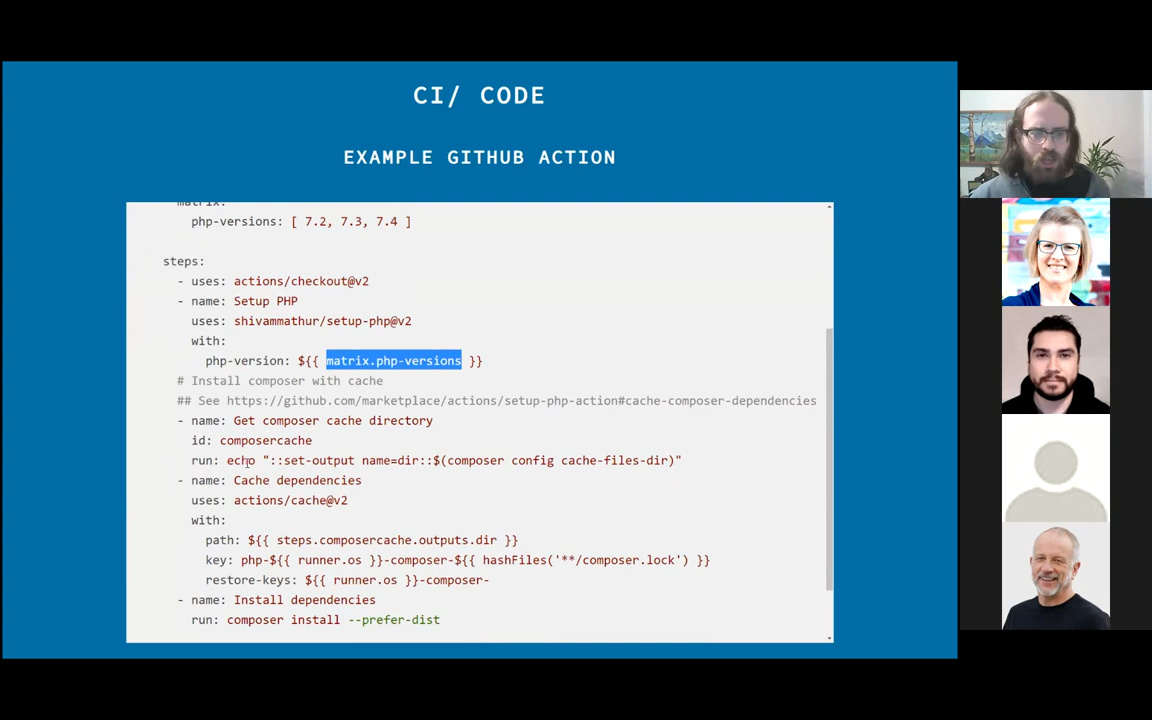 CI/ CODE
EXAMPLE GITHUB ACTION
matrix:
php-versions: [ 7.2, 7.3, 7.4 ]
steps:
- uses: actions/checkout@v2
- name: Setup PHP
uses: shivammathur/setup-php@v2
with:
php-version: ${{ matrix.php-versions }}
# Install composer with cache
## See https://github.com/marketplace/actions/setup-php-action#cache-composer-dependencies
- name: Get composer cache directory
id: composercache
run: echo "::set-output name=dir::$(composer config cache-files-dir)"
- name: Cache dependencies
uses: actions/cache@v2
with:
path: ${{ steps.composercache.outputs.dir }}
key: php-${{ runner.os }}-composer-${{ hashFiles('**/composer.lock') }}
restore-keys: ${{ runner.os }}-composer-
- name: Install dependencies
run: composer install --prefer-dist